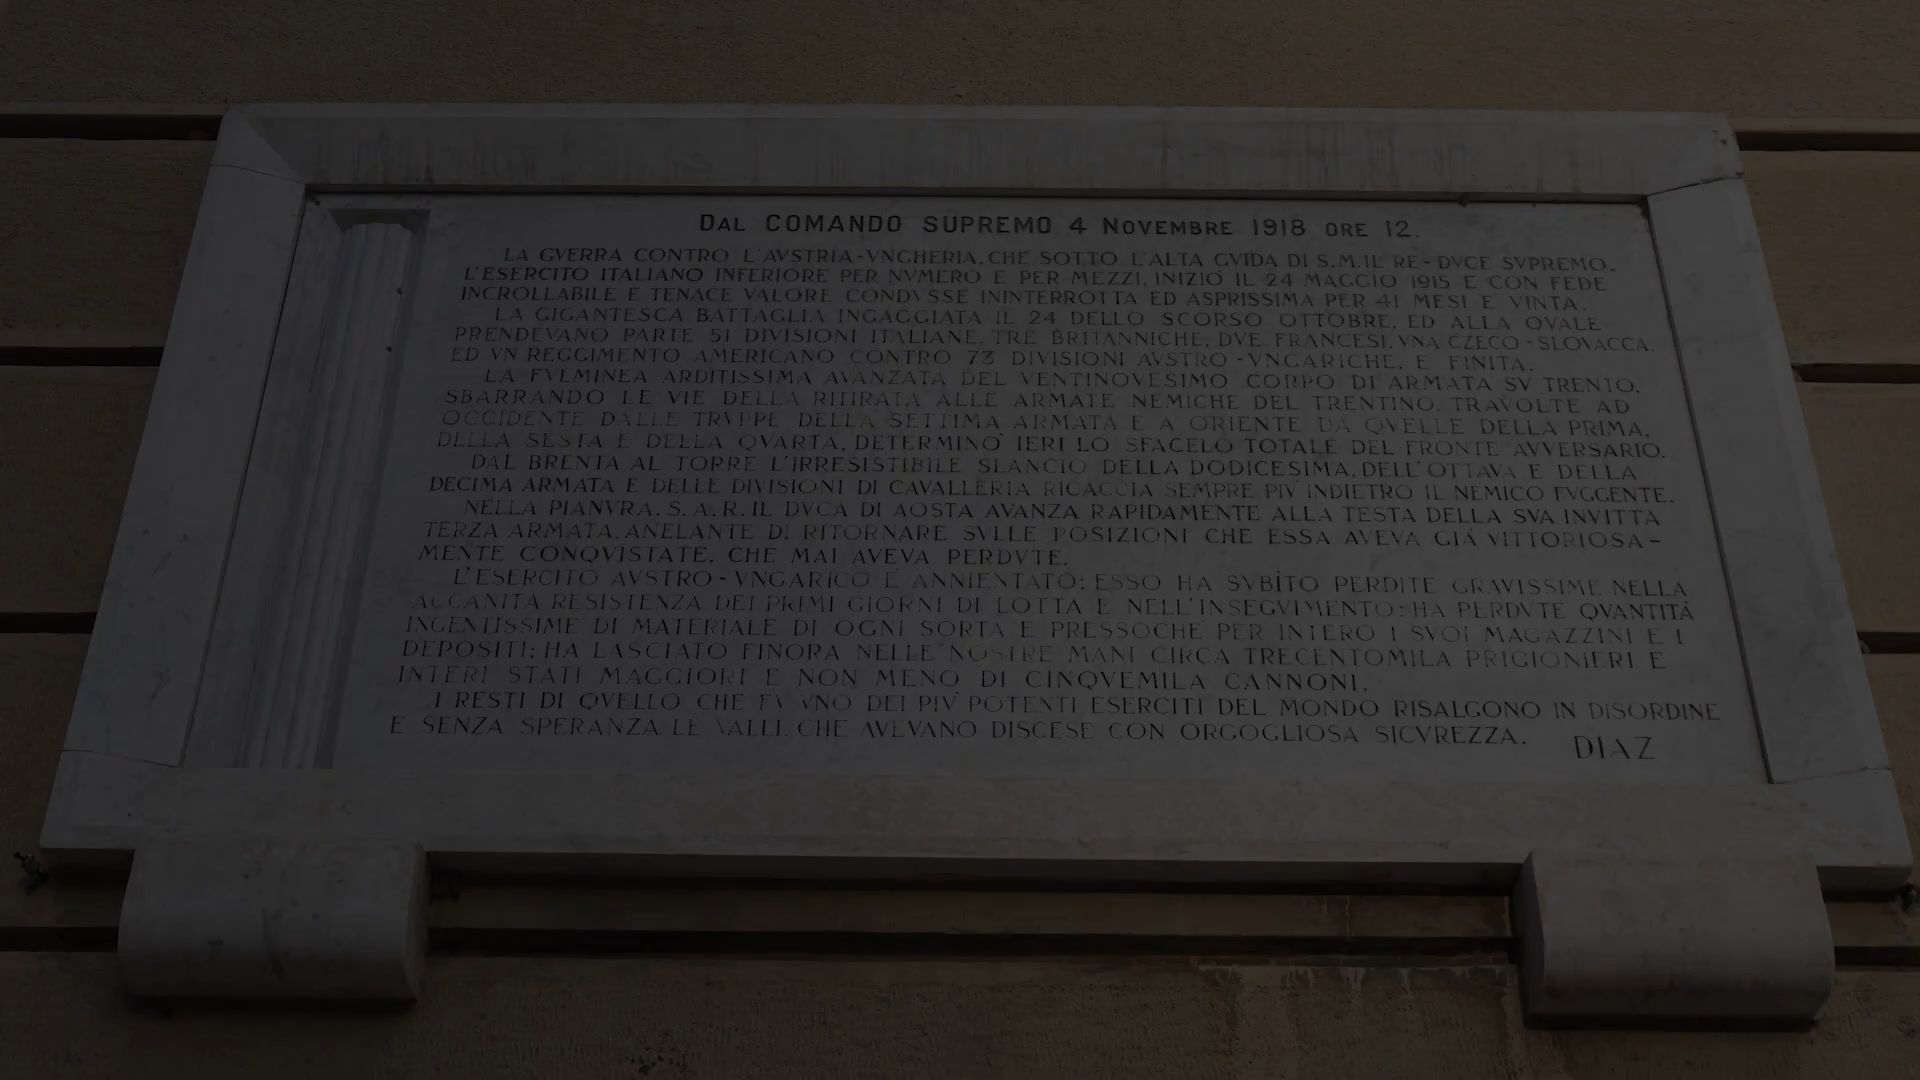 DAL COMANDO SUPREMO 4 NOVEMBRE 1918 ORE 12.
LA GVERRA CONTRO L'AVSTRIA-VNGHERIA, CHE SOTTO L'ALTA GVIDA DI S.M. IL RE-DVCE SVPREMO,
L'ESERCITO ITALIANO INFERIORE PER NVMERO E PER MEZZI, INIZIÒ IL 24 MAGGIO 1915 E CON FEDE
INCROLLABILE E TENACE VALORE CONDVSSE ININTERROTTA ED ASPRISSIMA PER 41 MESI È VINTA.
LA GIGANTESCA BATTAGLIA INGAGGIATA IL 24 DELLO SCORSO OTTOBRE, ED ALLA QVALE
PRENDEVANO PARTE 51 DIVISIONI ITALIANE, TRE BRITANNICHE, DVE FRANCESI, VNA CZECO-SLOVACCA
ED VN REGGIMENTO AMERICANO CONTRO 73 DIVISIONI AVSTRO-VNGARICHE, È FINITA.
LA FVLMINEA ARDITISSIMA AVANZATA DEL VENTINOVESIMO CORPO DI ARMATA SV TRENTO,
SBARRANDO LE VIE DELLA RITIRATA ALLE ARMATE NEMICHE DEL TRENTINO, TRAVOLTE AD
OCCIDENTE DALLE TRVPPE DELLA SETTIMA ARMATA E A ORIENTE DA QVELLE DELLA PRIMA,
DELLA SESTA E DELLA QVARTA, DETERMINÒ IERI LO SFACELO TOTALE DEL FRONTE AVVERSARIO.
DAL BRENTA AL TORRE L'IRRESISTIBILE SLANCIO DELLA DODICESIMA, DELL'OTTAVA E DELLA
DECIMA ARMATA E DELLE DIVISIONI DI CAVALLERIA RICACCIA SEMPRE PIV INDIETRO IL NEMICO FVGGENTE.
NELLA PIANVRA, S.A.R. IL DVCA DI AOSTA AVANZA RAPIDAMENTE ALLA TESTA DELLA SVA INVITTA
TERZA ARMATA, ANELANTE DI RITORNARE SVLLE POSIZIONI CHE ESSA AVEVA GIÀ VITTORIOSA-
MENTE CONQVISTATE, CHE MAI AVEVA PERDVTE.
L'ESERCITO AVSTRO-VNGARICO È ANNIENTATO: ESSO HA SVBÌTO PERDITE GRAVISSIME NELLA
ACCANITA RESISTENZA DEI PRIMI GIORNI DI LOTTA E NELL'INSEGVIMENTO: HA PERDVTE QVANTITÀ
INGENTISSIME DI MATERIALE DI OGNI SORTA E PRESSOCHÈ PER INTERO I SVOI MAGAZZINI E I
DEPOSITI: HA LASCIATO FINORA NELLE NOSTRE MANI CIRCA TRECENTOMILA PRIGIONIERI E
INTERI STATI MAGGIORI E NON MENO DI CINQVEMILA CANNONI.
I RESTI DI QVELLO CHE FV VNO DEI PIV POTENTI ESERCITI DEL MONDO RISALGONO IN DISORDINE
E SENZA SPERANZA LE VALLI, CHE AVEVANO DISCESE CON ORGOGLIOSA SICVREZZA.
DIAZ